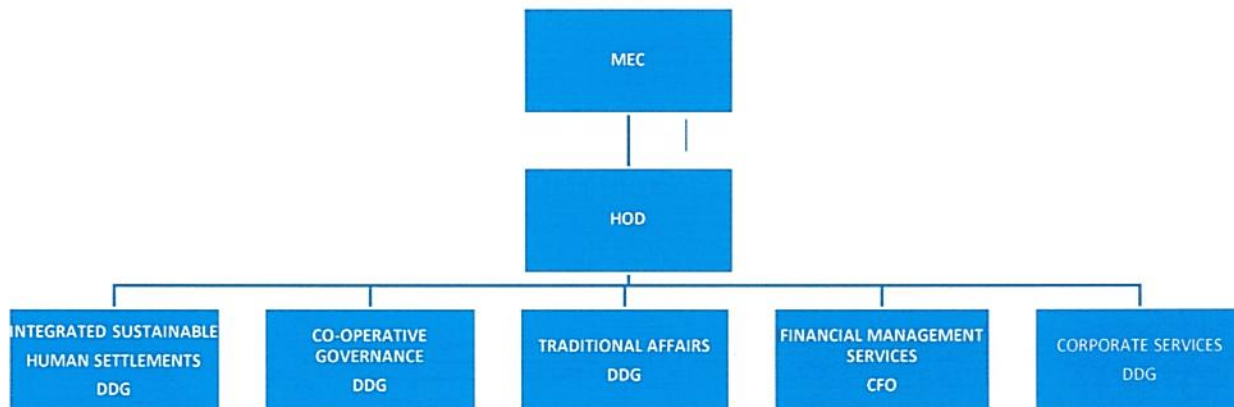 MEC
HOD
INTEGRATED SUSTAINABLE
HUMAN SETTLEMENTS
DDG
CO-OPERATIVE
GOVERNANCE
DDG
TRADITIONAL AFFAIRS
DDG
FINANCIAL MANAGEMENT
SERVICES
CFO
CORPORATE SERVICES
DDG